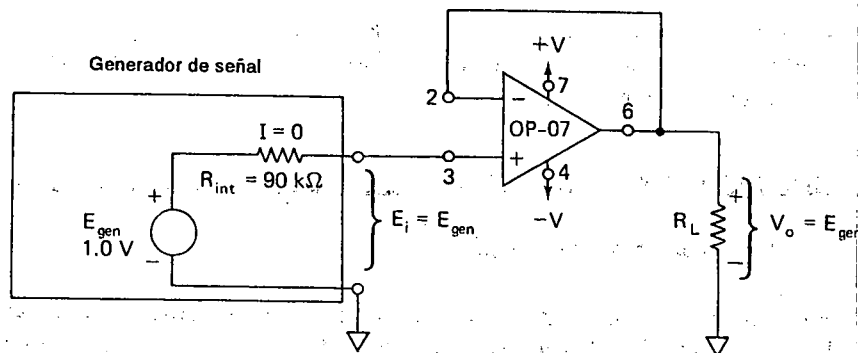 Generador de señal
I = 0
R_int = 90 kΩ
E_gen
1.0 V
+
−
E_i = E_gen
2
3
−
+
OP-07
+V
7
4
−V
6
R_L
+
−
V_o = E_ger